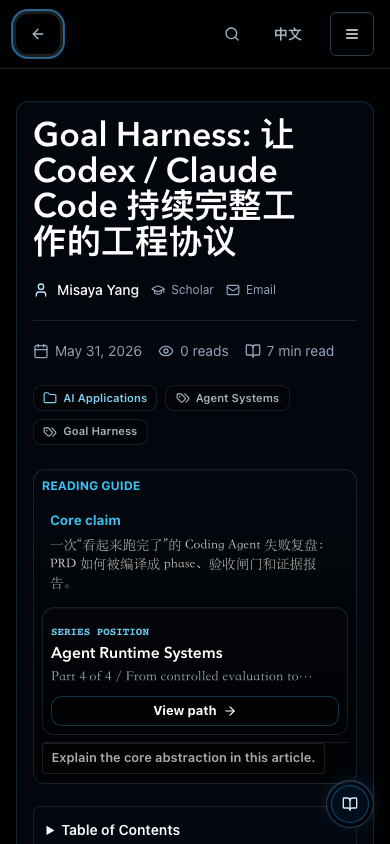 中文
Goal Harness: 让
Codex / Claude
Code 持续完整工
作的工程协议
Misaya Yang Scholar Email
May 31, 2026 0 reads 7 min read
AI Applications Agent Systems
Goal Harness
READING GUIDE
Core claim
一次“看起来跑完了”的 Coding Agent 失败复盘：
PRD 如何被编译成 phase、验收闸门和证据报
告。
SERIES POSITION
Agent Runtime Systems
Part 4 of 4 / From controlled evaluation to···
View path →
Explain the core abstraction in this article.
▶ Table of Contents